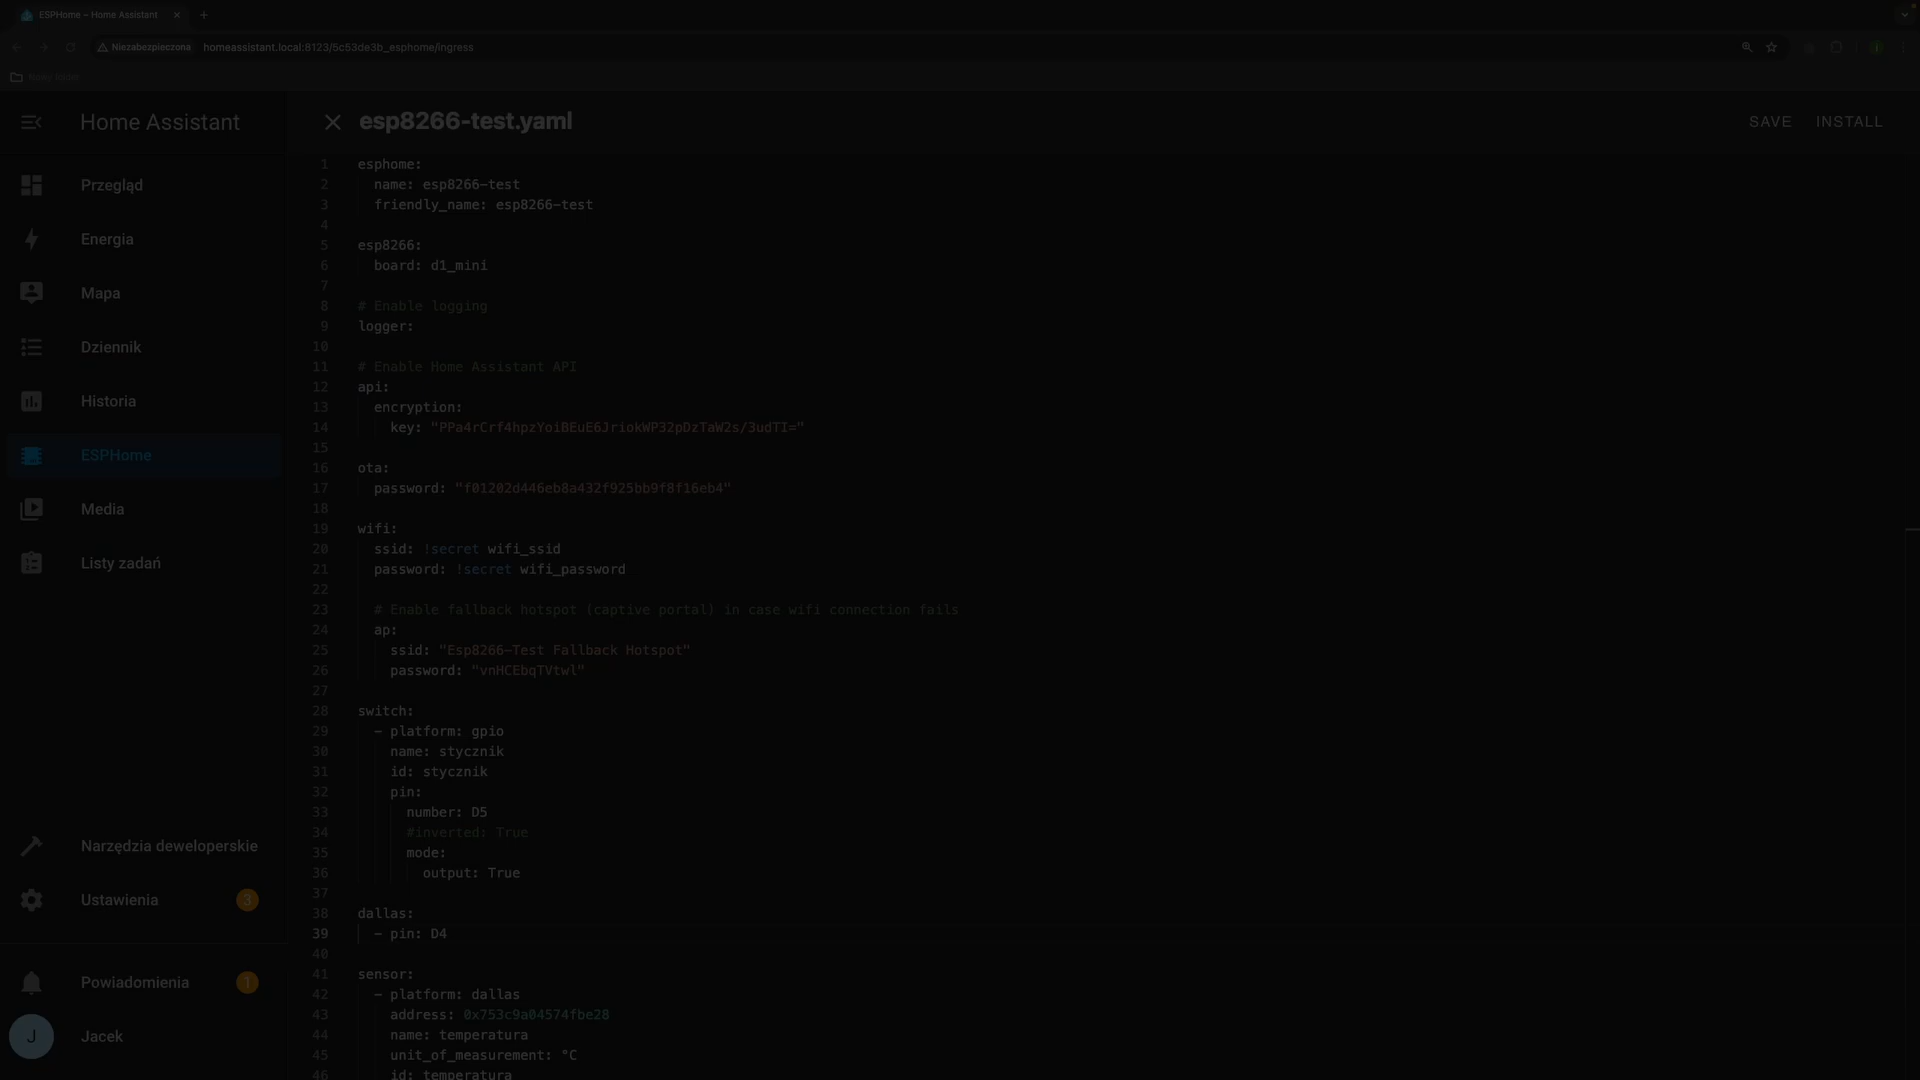 ESPHome – Home Assistant
Niezabezpieczona homeassistant.local:8123/5c53de3b_esphome/ingress
Nowy folder
Home Assistant
esp8266-test.yaml
SAVE INSTALL
Przegląd
Energia
Mapa
Dziennik
Historia
ESPHome
Media
Listy zadań
Narzędzia deweloperskie
Ustawienia 3
Powiadomienia 1
J Jacek
1 esphome:
2 name: esp8266-test
3 friendly_name: esp8266-test
4
5 esp8266:
6 board: d1_mini
7
8 # Enable logging
9 logger:
10
11 # Enable Home Assistant API
12 api:
13 encryption:
14 key: "PPa4rCrf4hpzYoiBEuE6JriokWP32pDzTaW2s/3udTI="
15
16 ota:
17 password: "f01202d446eb8a432f925bb9f8f16eb4"
18
19 wifi:
20 ssid: !secret wifi_ssid
21 password: !secret wifi_password
22
23 # Enable fallback hotspot (captive portal) in case wifi connection fails
24 ap:
25 ssid: "Esp8266-Test Fallback Hotspot"
26 password: "vnHCEbqTVtwl"
27
28 switch:
29 - platform: gpio
30 name: stycznik
31 id: stycznik
32 pin:
33 number: D5
34 #inverted: True
35 mode:
36 output: True
37
38 dallas:
39 - pin: D4
40
41 sensor:
42 - platform: dallas
43 address: 0x753c9a04574fbe28
44 name: temperatura
45 unit_of_measurement: °C
46 id: temperatura